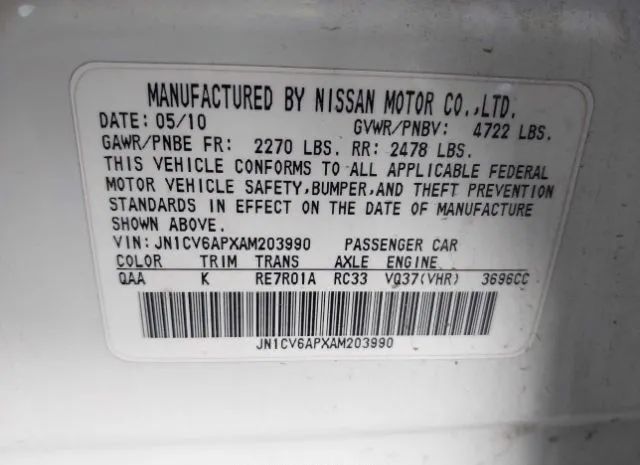 MANUFACTURED BY NISSAN MOTOR CO.,LTD.
DATE: 05/10 GVWR/PNBV: 4722 LBS.
GAWR/PNBE FR: 2270 LBS. RR: 2478 LBS.
THIS VEHICLE CONFORMS TO ALL APPLICABLE FEDERAL
MOTOR VEHICLE SAFETY,BUMPER,AND THEFT PREVENTION
STANDARDS IN EFFECT ON THE DATE OF MANUFACTURE
SHOWN ABOVE.
VIN: JN1CV6APXAM203990 PASSENGER CAR
COLOR TRIM TRANS AXLE ENGINE
QAA K RE7R01A RC33 VQ37(VHR) 3696CC
JN1CV6APXAM203990